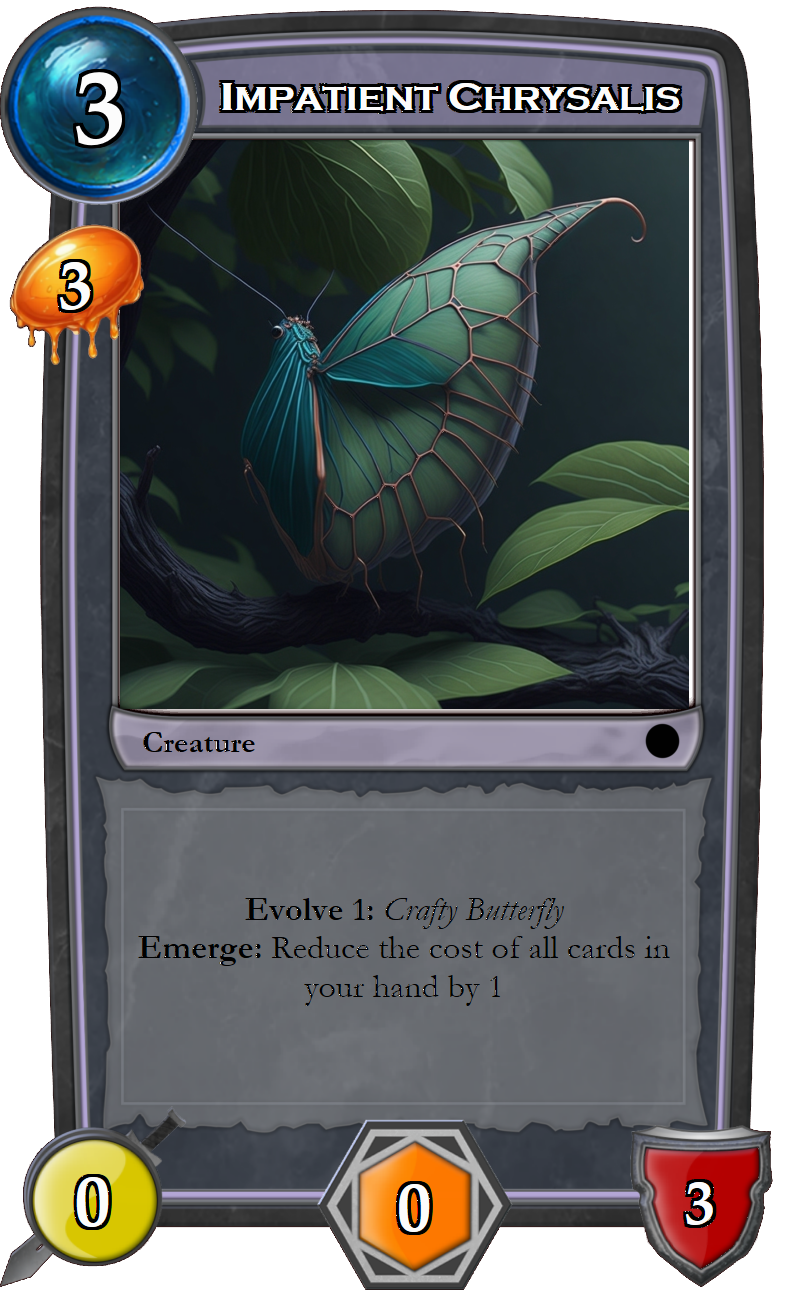 3
Impatient Chrysalis
3
Creature
Evolve 1: Crafty Butterfly
Emerge: Reduce the cost of all cards in
your hand by 1
0
0
3